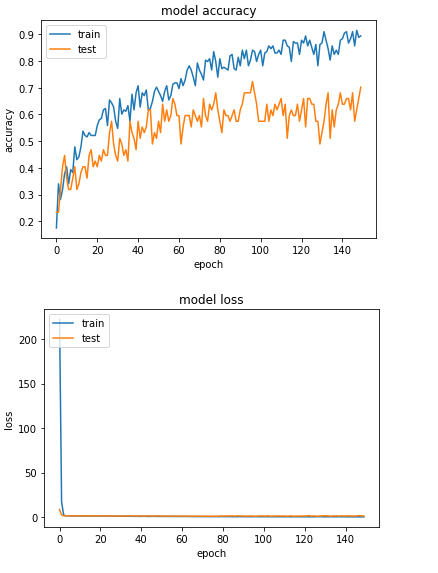 model accuracy
train
test
0.9
0.8
0.7
0.6
0.5
0.4
0.3
0.2
accuracy
0 20 40 60 80 100 120 140
epoch
model loss
train
test
200
150
100
50
0
loss
0 20 40 60 80 100 120 140
epoch